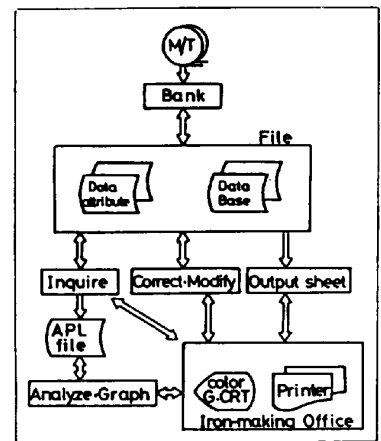 M/T
Bank
File
Data
attribute
Data
Base
Inquire
Correct·Modify
Output sheet
APL
file
Analyze·Graph
color
G·CRT
Printer
Iron-making Office